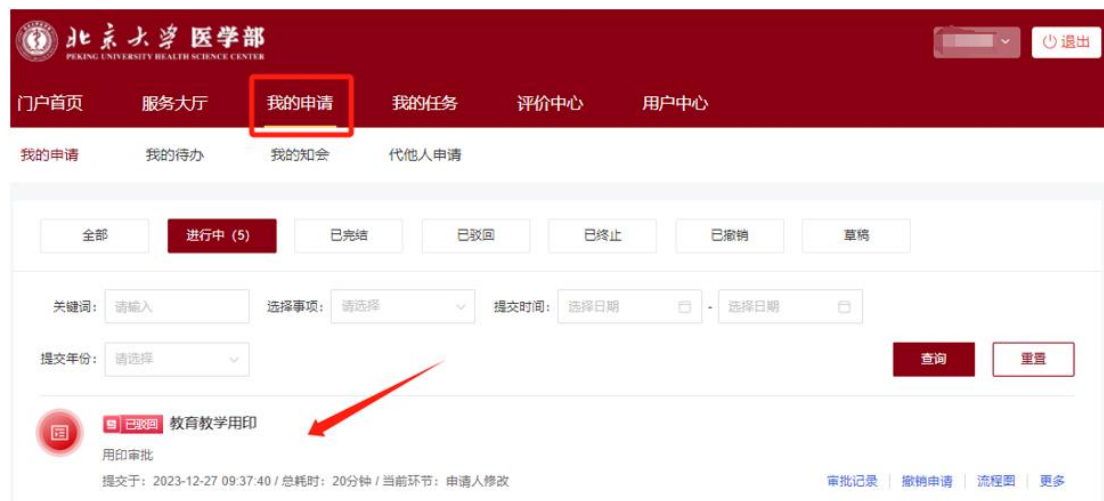 北京大学 医学部
PEKING UNIVERSITY HEALTH SCIENCE CENTER
退出
门户首页 服务大厅 我的申请 我的任务 评价中心 用户中心
我的申请 我的待办 我的知会 代他人申请
全部 进行中（5） 已完结 已驳回 已终止 已撤销 草稿
关键词： 请输入 选择事项： 请选择 提交时间： 选择日期 - 选择日期
提交年份： 请选择 查询 重置
已驳回 教育教学用印
用印审批
提交于：2023-12-27 09:37:40 / 总耗时：20分钟 / 当前环节：申请人修改 审批记录 撤销申请 流程图 更多